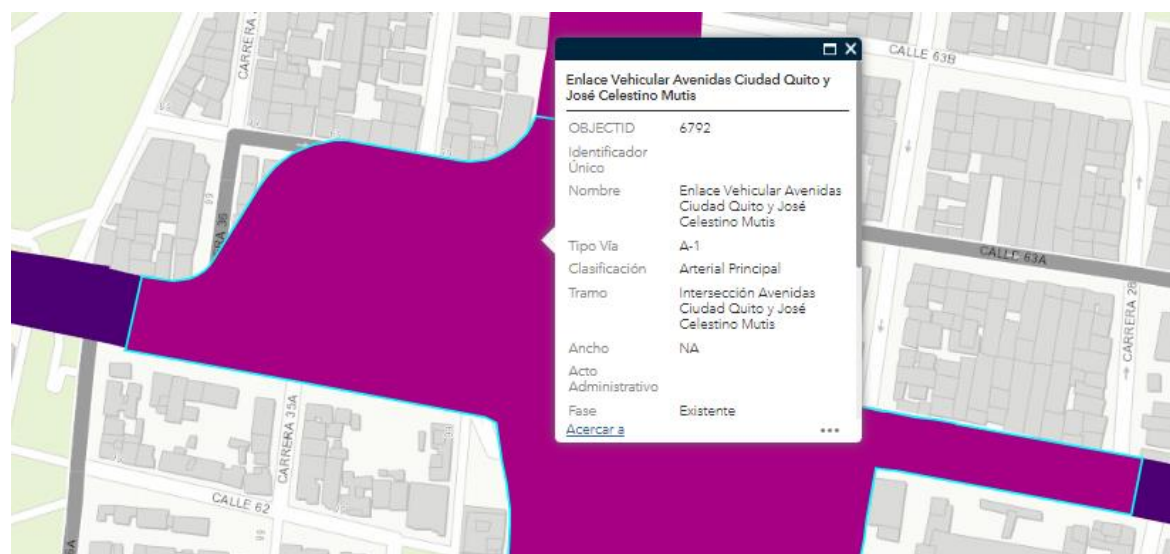 Enlace Vehicular Avenidas Ciudad Quito y
José Celestino Mutis
OBJECTID 6792
Identificador
Único
Nombre Enlace Vehicular Avenidas
Ciudad Quito y José
Celestino Mutis
Tipo Vía A-1
Clasificación Arterial Principal
Tramo Intersección Avenidas
Ciudad Quito y José
Celestino Mutis
Ancho NA
Acto
Administrativo
Fase Existente
Acercar a
CARRERA
CALLE 63B
CALLE 63A
CARRERA 28
CARRERA 35A
CALLE 62